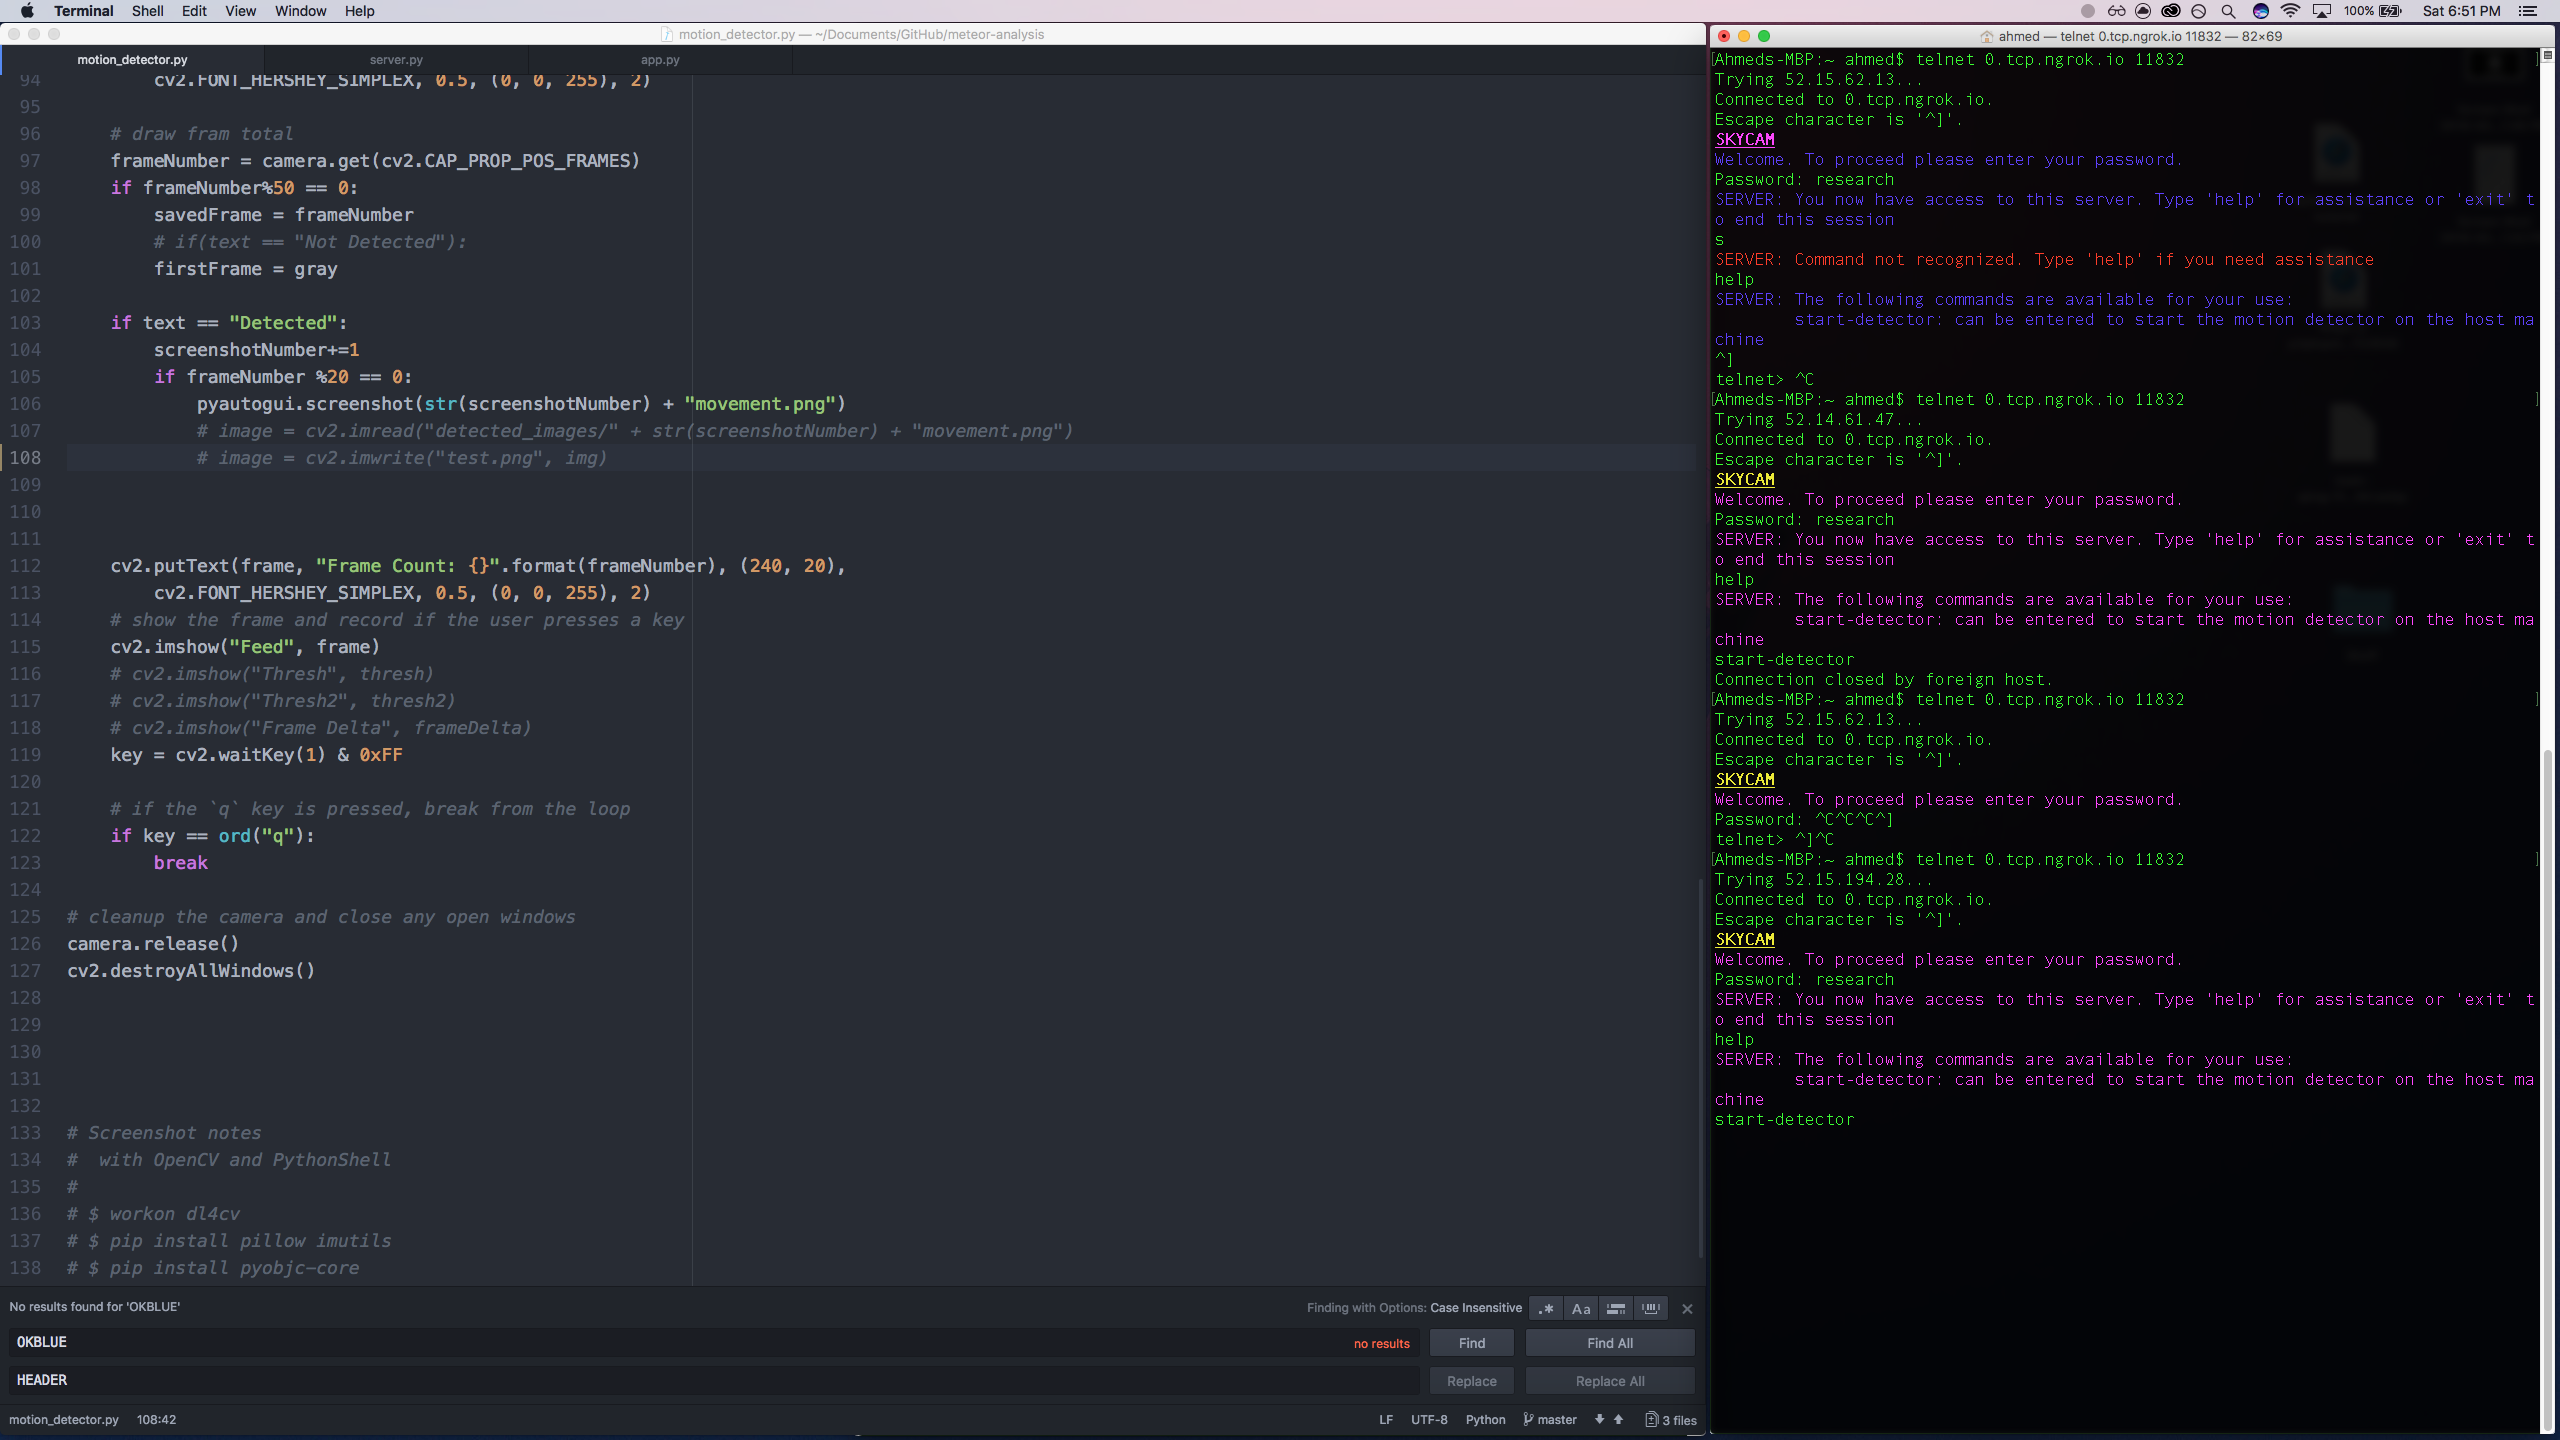 Terminal Shell Edit View Window Help
100% Sat 6:51 PM
motion_detector.py — ~/Documents/GitHub/meteor-analysis
motion_detector.py server.py app.py
94 cv2.FONT_HERSHEY_SIMPLEX, 0.5, (0, 0, 255), 2)
95
96 # draw fram total
97 frameNumber = camera.get(cv2.CAP_PROP_POS_FRAMES)
98 if frameNumber%50 == 0:
99 savedFrame = frameNumber
100 # if(text == "Not Detected"):
101 firstFrame = gray
102
103 if text == "Detected":
104 screenshotNumber+=1
105 if frameNumber %20 == 0:
106 pyautogui.screenshot(str(screenshotNumber) + "movement.png")
107 # image = cv2.imread("detected_images/" + str(screenshotNumber) + "movement.png")
108 # image = cv2.imwrite("test.png", img)
109
110
111
112 cv2.putText(frame, "Frame Count: {}".format(frameNumber), (240, 20),
113 cv2.FONT_HERSHEY_SIMPLEX, 0.5, (0, 0, 255), 2)
114 # show the frame and record if the user presses a key
115 cv2.imshow("Feed", frame)
116 # cv2.imshow("Thresh", thresh)
117 # cv2.imshow("Thresh2", thresh2)
118 # cv2.imshow("Frame Delta", frameDelta)
119 key = cv2.waitKey(1) & 0xFF
120
121 # if the `q` key is pressed, break from the loop
122 if key == ord("q"):
123 break
124
125 # cleanup the camera and close any open windows
126 camera.release()
127 cv2.destroyAllWindows()
128
129
130
131
132
133 # Screenshot notes
134 # with OpenCV and PythonShell
135 #
136 # $ workon dl4cv
137 # $ pip install pillow imutils
138 # $ pip install pyobjc-core
No results found for 'OKBLUE'
Finding with Options: Case Insensitive .* Aa
OKBLUE no results Find Find All
HEADER Replace Replace All
motion_detector.py 108:42 LF UTF-8 Python master 3 files
ahmed — telnet 0.tcp.ngrok.io 11832 — 82×69
[Ahmeds-MBP:~ ahmed$ telnet 0.tcp.ngrok.io 11832 ]
Trying 52.15.62.13...
Connected to 0.tcp.ngrok.io.
Escape character is '^]'.
SKYCAM
Welcome. To proceed please enter your password.
Password: research
SERVER: You now have access to this server. Type 'help' for assistance or 'exit' t
o end this session
s
SERVER: Command not recognized. Type 'help' if you need assistance
help
SERVER: The following commands are available for your use:
start-detector: can be entered to start the motion detector on the host ma
chine
^]
telnet> ^C
[Ahmeds-MBP:~ ahmed$ telnet 0.tcp.ngrok.io 11832 ]
Trying 52.14.61.47...
Connected to 0.tcp.ngrok.io.
Escape character is '^]'.
SKYCAM
Welcome. To proceed please enter your password.
Password: research
SERVER: You now have access to this server. Type 'help' for assistance or 'exit' t
o end this session
help
SERVER: The following commands are available for your use:
start-detector: can be entered to start the motion detector on the host ma
chine
start-detector
Connection closed by foreign host.
[Ahmeds-MBP:~ ahmed$ telnet 0.tcp.ngrok.io 11832 ]
Trying 52.15.62.13...
Connected to 0.tcp.ngrok.io.
Escape character is '^]'.
SKYCAM
Welcome. To proceed please enter your password.
Password: ^C^C^C^]
telnet> ^]^C
[Ahmeds-MBP:~ ahmed$ telnet 0.tcp.ngrok.io 11832 ]
Trying 52.15.194.28...
Connected to 0.tcp.ngrok.io.
Escape character is '^]'.
SKYCAM
Welcome. To proceed please enter your password.
Password: research
SERVER: You now have access to this server. Type 'help' for assistance or 'exit' t
o end this session
help
SERVER: The following commands are available for your use:
start-detector: can be entered to start the motion detector on the host ma
chine
start-detector